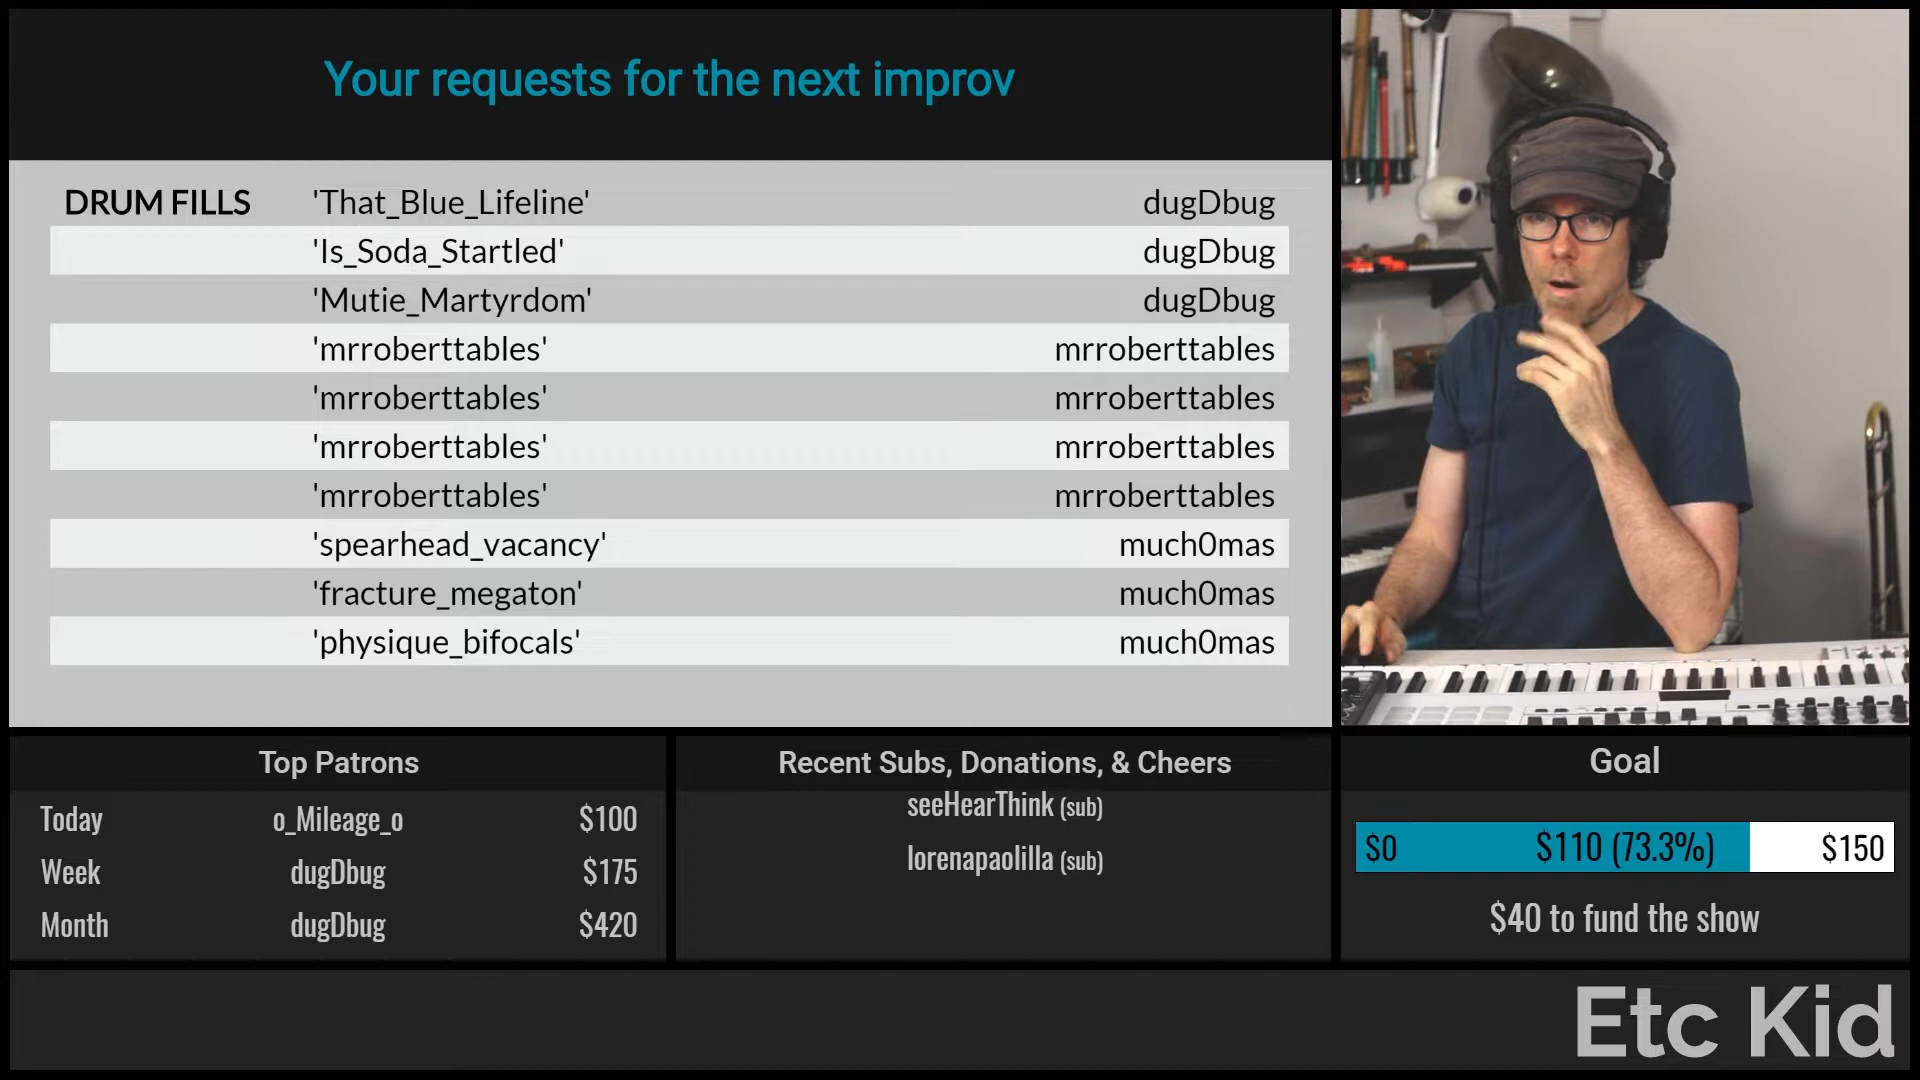 Your requests for the next improv
DRUM FILLS 'That_Blue_Lifeline' dugDbug
'Is_Soda_Startled' dugDbug
'Mutie_Martyrdom' dugDbug
'mrroberttables' mrroberttables
'mrroberttables' mrroberttables
'mrroberttables' mrroberttables
'mrroberttables' mrroberttables
'spearhead_vacancy' much0mas
'fracture_megaton' much0mas
'physique_bifocals' much0mas
Top Patrons
Today o_Mileage_o $100
Week dugDbug $175
Month dugDbug $420
Recent Subs, Donations, & Cheers
seeHearThink (sub)
lorenapaolilla (sub)
Goal
$0 $110 (73.3%) $150
$40 to fund the show
Etc Kid